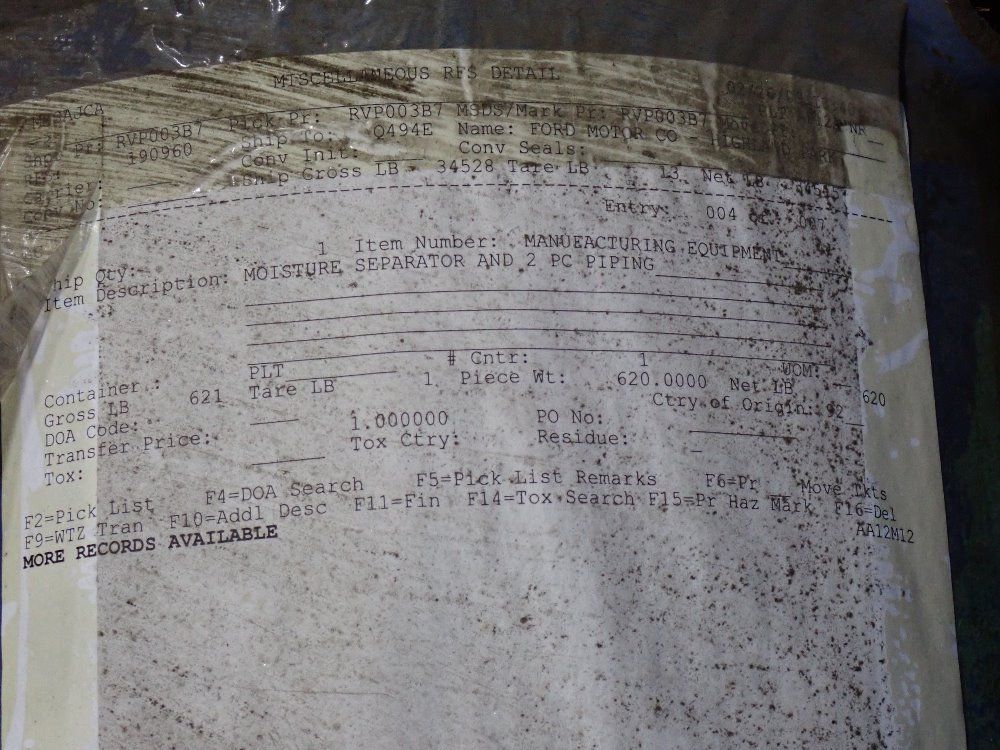 MISCELLANEOUS RFS DETAIL
Pr: RVP003B7 Pick Pr: RVP003B7 MSDS/Mark Pr: RVP003B7
190960 Ship To: Q494E Name: FORD MOTOR CO
Conv Init: Conv Seals:
Ship Gross LB 34528 Tare LB 13 Net LB
Entry: 004 of 007
Ship Qty: 1 Item Number: MANUFACTURING EQUIPMENT
Item Description: MOISTURE SEPARATOR AND 2 PC PIPING
Container : PLT # Cntr: 1 UOM:
Gross LB 621 Tare LB 1 Piece Wt: 620.0000 Net LB 620
DOA Code: Ctry of Origin:
Transfer Price: 1.000000 PO No:
Tox: Tox Ctry: Residue:
F2=Pick List F4=DOA Search F5=Pick List Remarks F6=Pr Move Tkts
F9=WTZ Tran F10=Addl Desc F11=Fin F14=Tox Search F15=Pr Haz Mark F16=Del
MORE RECORDS AVAILABLE AA12M12